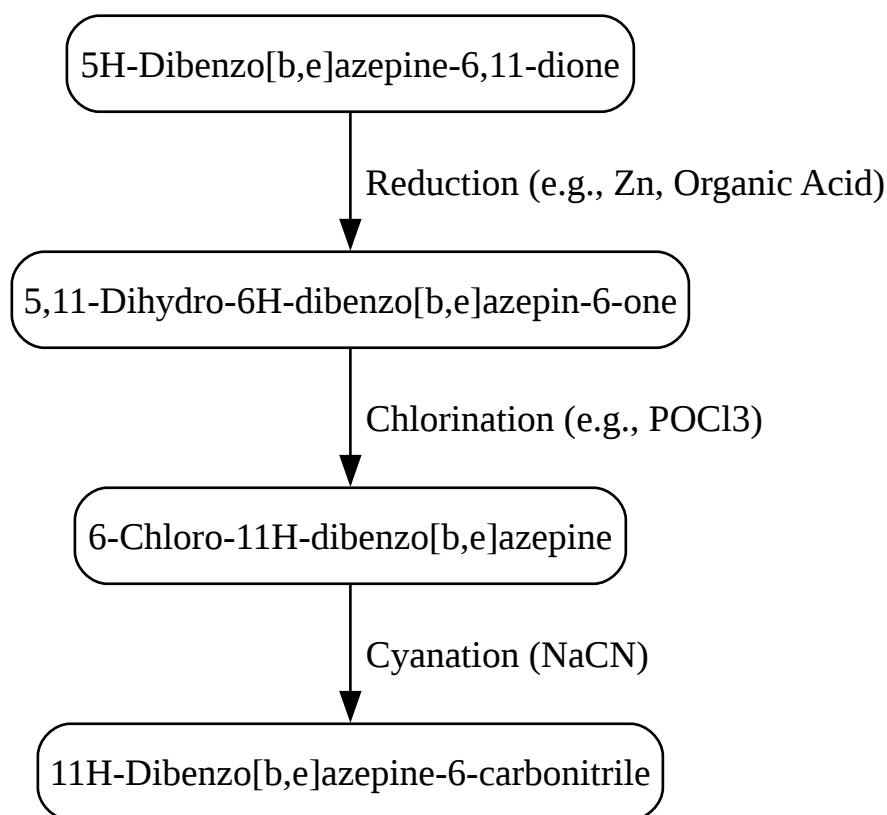 5H-Dibenzo[b,e]azepine-6,11-dione
Reduction (e.g., Zn, Organic Acid)
5,11-Dihydro-6H-dibenzo[b,e]azepin-6-one
Chlorination (e.g., POCl3)
6-Chloro-11H-dibenzo[b,e]azepine
Cyanation (NaCN)
11H-Dibenzo[b,e]azepine-6-carbonitrile